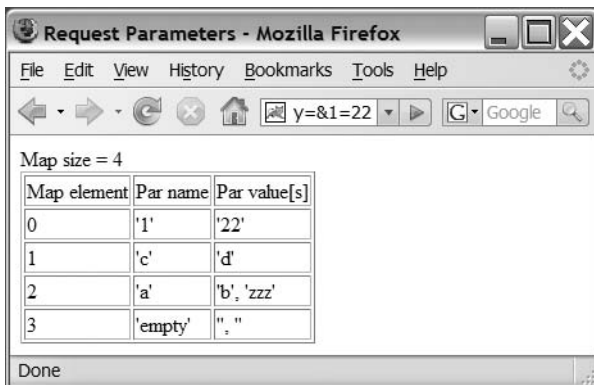 Request Parameters - Mozilla Firefox
File Edit View History Bookmarks Tools Help
y=&1=22 G Google
Map size = 4
Map element Par name Par value[s]
0 '1' '22'
1 'c' 'd'
2 'a' 'b', 'zzz'
3 'empty' '', ''
Done